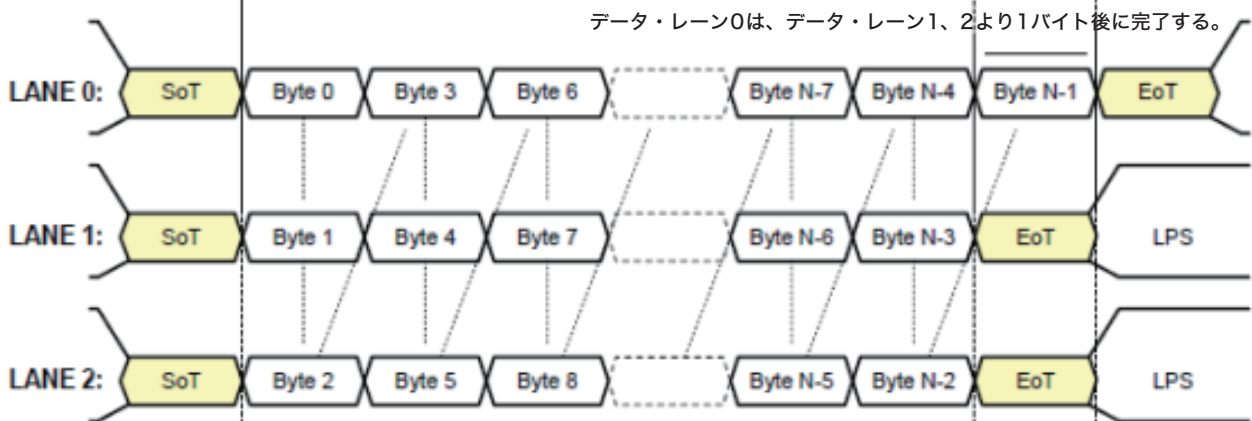 データ・レーン0は、データ・レーン1、2より1バイト後に完了する。
LANE 0: SoT Byte 0 Byte 3 Byte 6 Byte N-7 Byte N-4 Byte N-1 EoT
LANE 1: SoT Byte 1 Byte 4 Byte 7 Byte N-6 Byte N-3 EoT LPS
LANE 2: SoT Byte 2 Byte 5 Byte 8 Byte N-5 Byte N-2 EoT LPS